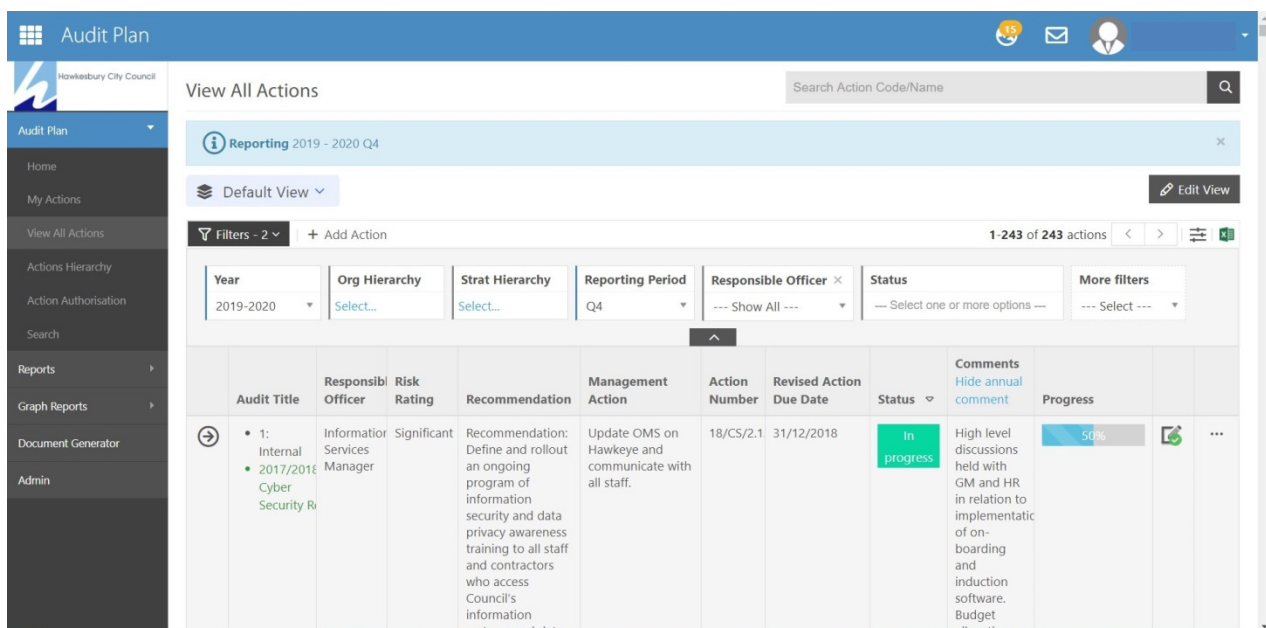 Audit Plan
15
Hawkesbury City Council
View All Actions
Search Action Code/Name
Audit Plan
Reporting 2019 - 2020 Q4
×
Home
My Actions
View All Actions
Actions Hierarchy
Action Authorisation
Search
Reports
Graph Reports
Document Generator
Admin
Default View
Edit View
Filters - 2
+ Add Action
1-243 of 243 actions
Year
2019-2020
Org Hierarchy
Select...
Strat Hierarchy
Select...
Reporting Period
Q4
Responsible Officer ×
--- Show All ---
Status
--- Select one or more options ---
More filters
--- Select ---
Audit Title
Responsibl
Officer
Risk
Rating
Recommendation
Management
Action
Action
Number
Revised Action
Due Date
Status
Comments
Hide annual
comment
Progress
• 1:
Internal
• 2017/2018
Cyber
Security
Information
Services
Manager
Significant
Recommendation:
Define and rollout
an ongoing
program of
information
security and data
privacy awareness
training to all staff
and contractors
who access
Council's
information
Update OMS on
Hawkeye and
communicate with
all staff.
18/CS/2.1
31/12/2018
In
progress
High level
discussions
held with
GM and HR
in relation to
implementatic
of on-
boarding
and
induction
software.
Budget
50%
...